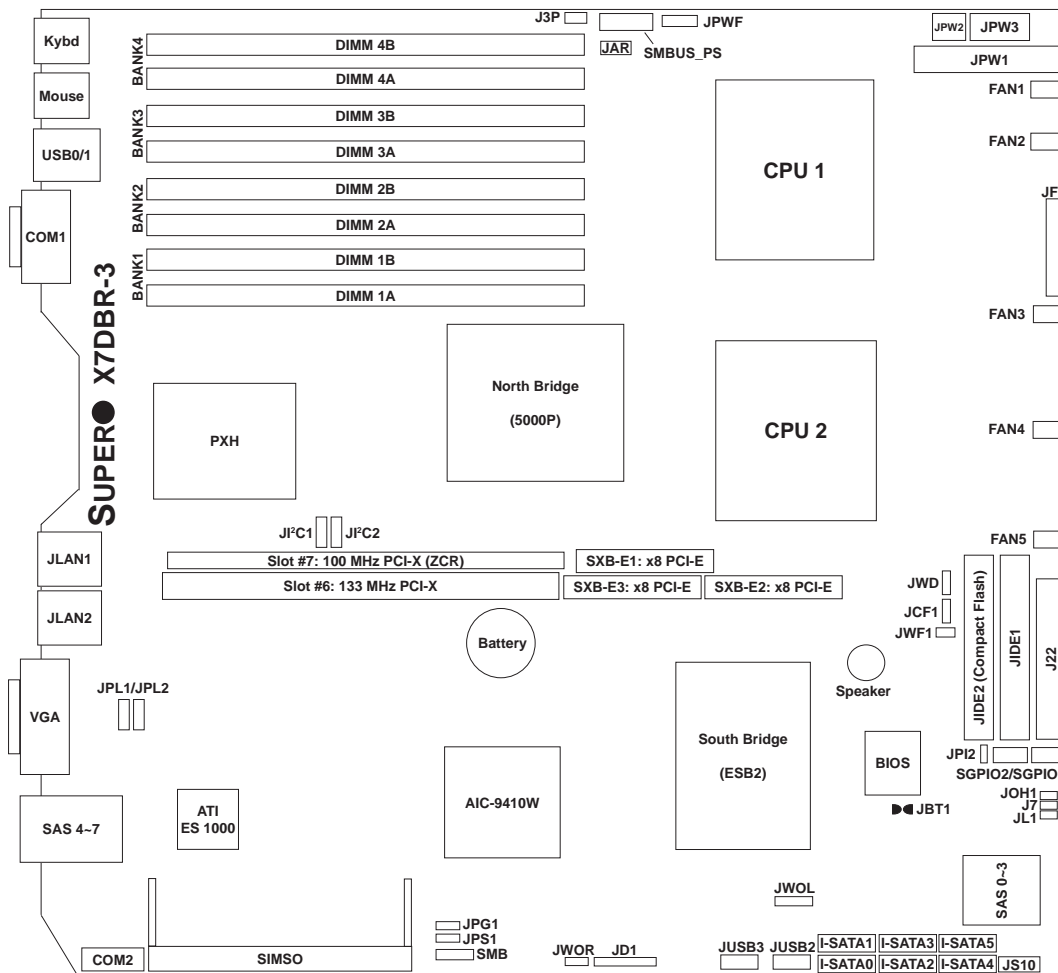 J3P
JPWF
JPW2
JPW3
Kybd
BANK4
DIMM 4B
JAR
SMBUS_PS
JPW1
DIMM 4A
FAN1
Mouse
BANK3
DIMM 3B
CPU 1
FAN2
USB0/1
DIMM 3A
BANK2
DIMM 2B
JF
COM1
DIMM 2A
BANK1
DIMM 1B
DIMM 1A
FAN3
SUPER X7DBR-3
North Bridge
(5000P)
CPU 2
FAN4
PXH
JI²C1
JI²C2
FAN5
JLAN1
Slot #7: 100 MHz PCI-X (ZCR)
SXB-E1: x8 PCI-E
Slot #6: 133 MHz PCI-X
SXB-E3: x8 PCI-E
SXB-E2: x8 PCI-E
JWD
JCF1
JWF1
JLAN2
Battery
JIDE2 (Compact Flash)
JIDE1
J22
Speaker
JPL1/JPL2
VGA
South Bridge
(ESB2)
BIOS
JPI2
SGPIO2/SGPIO
JOH1
J7
JL1
JBT1
SAS 4~7
ATI
ES 1000
AIC-9410W
SAS 0~3
JWOL
JPG1
JPS1
SMB
COM2
SIMSO
JWOR
JD1
JUSB3
JUSB2
I-SATA1
I-SATA3
I-SATA5
I-SATA0
I-SATA2
I-SATA4
JS10